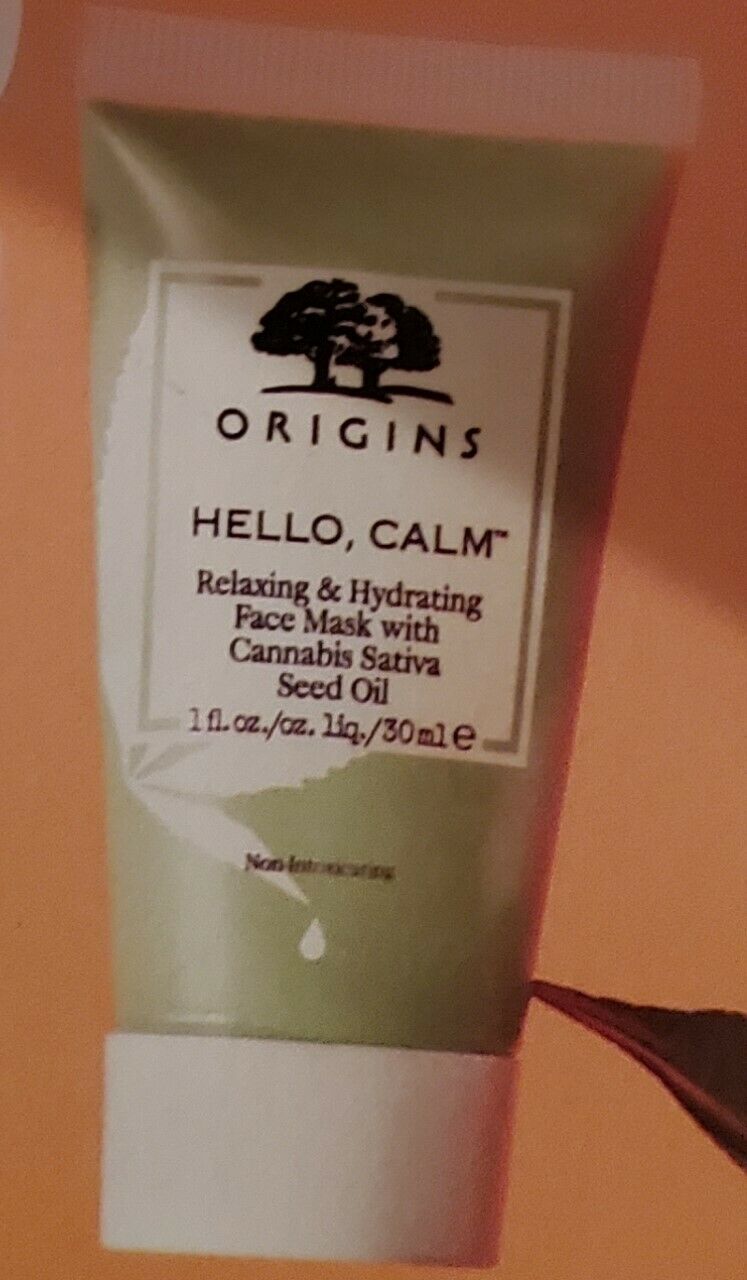 ORIGINS
HELLO, CALM™
Relaxing & Hydrating
Face Mask with
Cannabis Sativa
Seed Oil
1 fl. oz./oz. liq./30 ml e
Non-Intoxicating